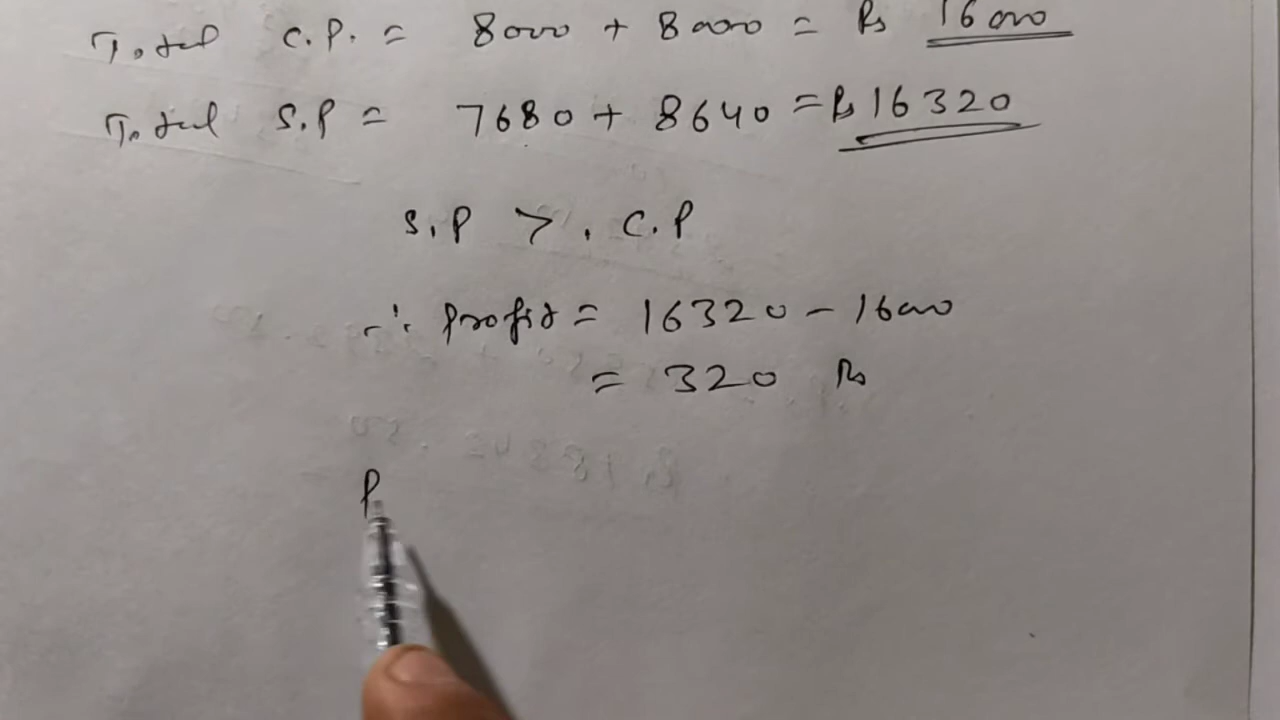 Total C.P. = 8000 + 8000 = Rs 16000
Total S.P = 7680 + 8640 = Rs 16320
S.P > . C.P
∴ Profit = 16320 - 16000
= 320 Rs
P